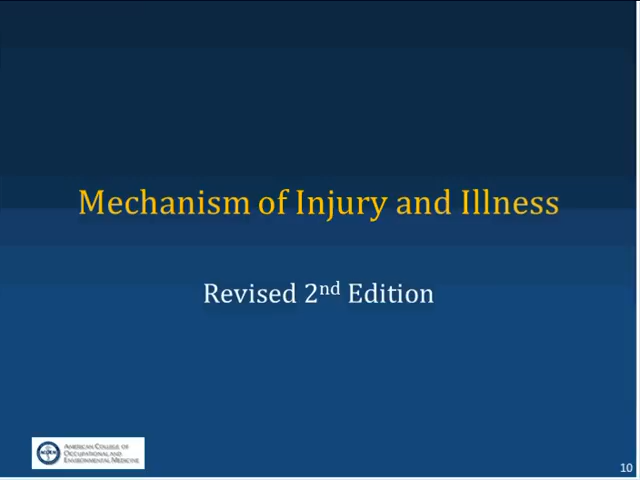 Mechanism of Injury and Illness
Revised 2nd Edition
AMERICAN COLLEGE OF
OCCUPATIONAL AND
ENVIRONMENTAL MEDICINE
10